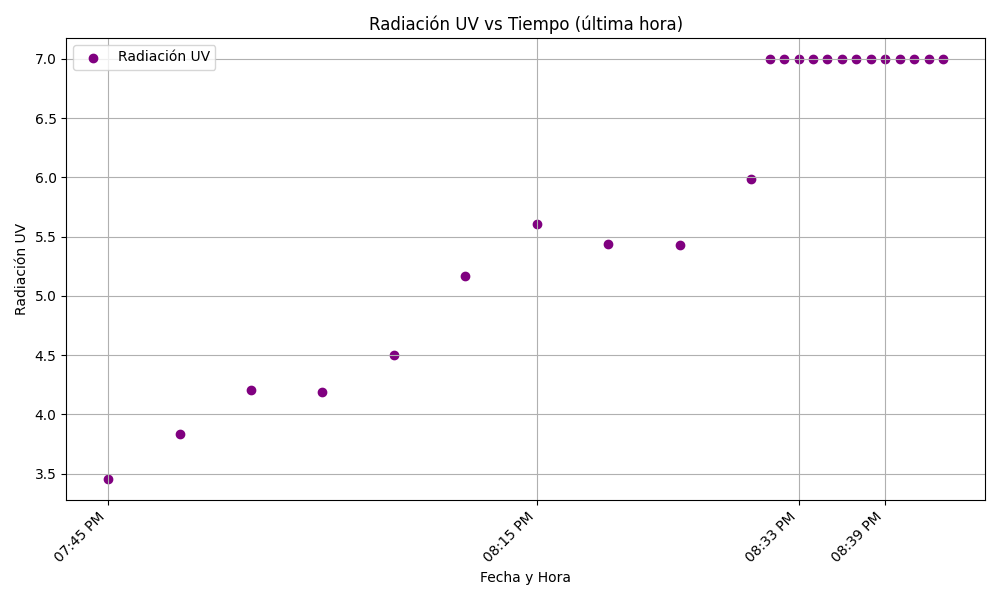 Radiación UV vs Tiempo (última hora)
Radiación UV
7.0
6.5
6.0
5.5
5.0
4.5
4.0
3.5
Radiación UV
07:45 PM
08:15 PM
08:33 PM
08:39 PM
Fecha y Hora